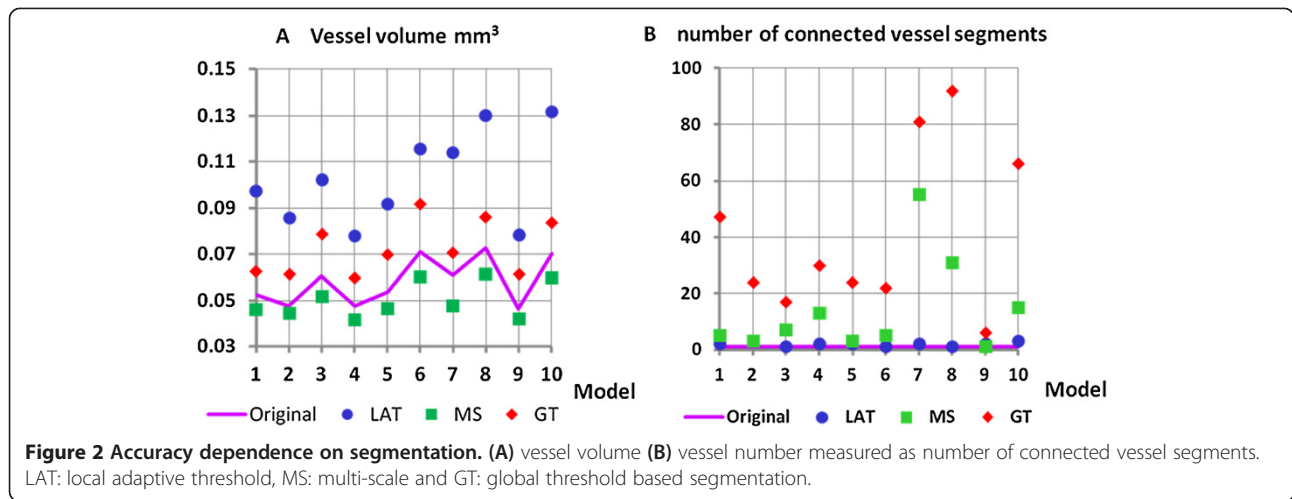 A Vessel volume mm³
0.15
0.13
0.11
0.09
0.07
0.05
0.03
1 2 3 4 5 6 7 8 9 10
Model
Original LAT MS GT
B number of connected vessel segments
100
80
60
40
20
0
1 2 3 4 5 6 7 8 9 10
Model
Original LAT MS GT
Figure 2 Accuracy dependence on segmentation. (A) vessel volume (B) vessel number measured as number of connected vessel segments.
LAT: local adaptive threshold, MS: multi-scale and GT: global threshold based segmentation.